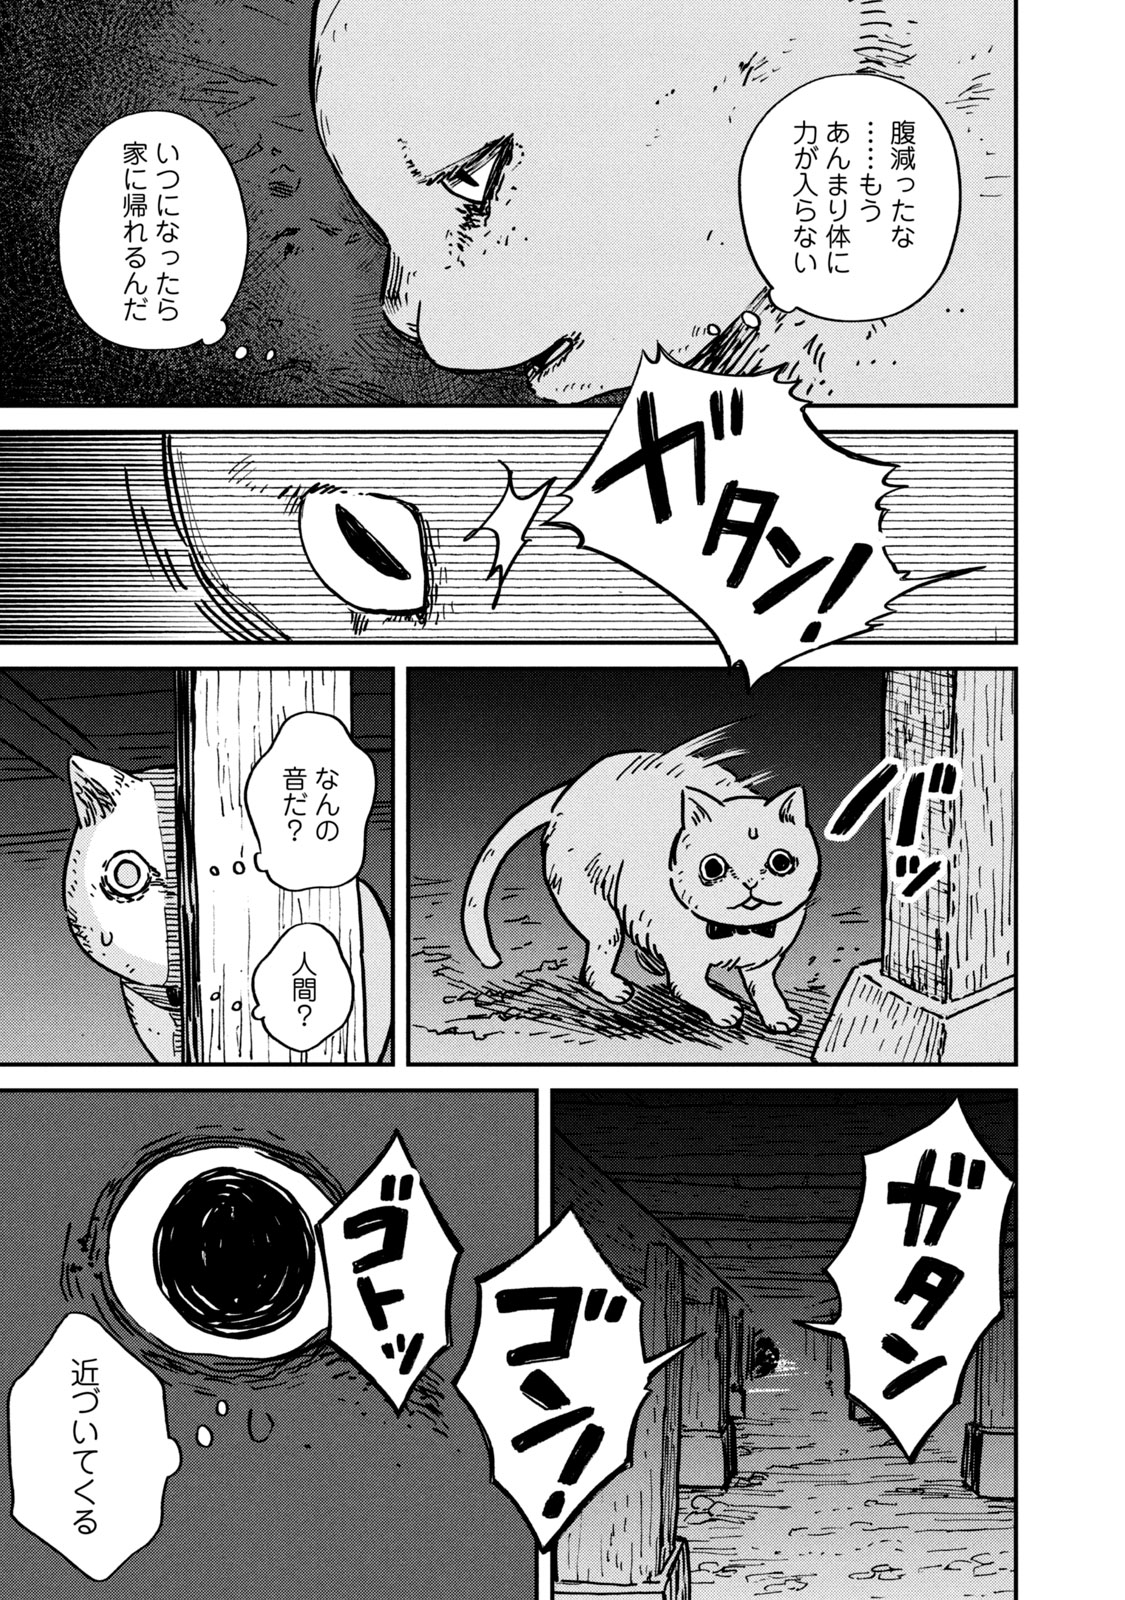 腹減ったな
……もう
あんまり体に
力が入らない
いつになったら
家に帰れるんだ
ガタン！
バッ
なんの
音だ？
人間？
ガタン
ゴン！
ゴトッ
近づいてくる